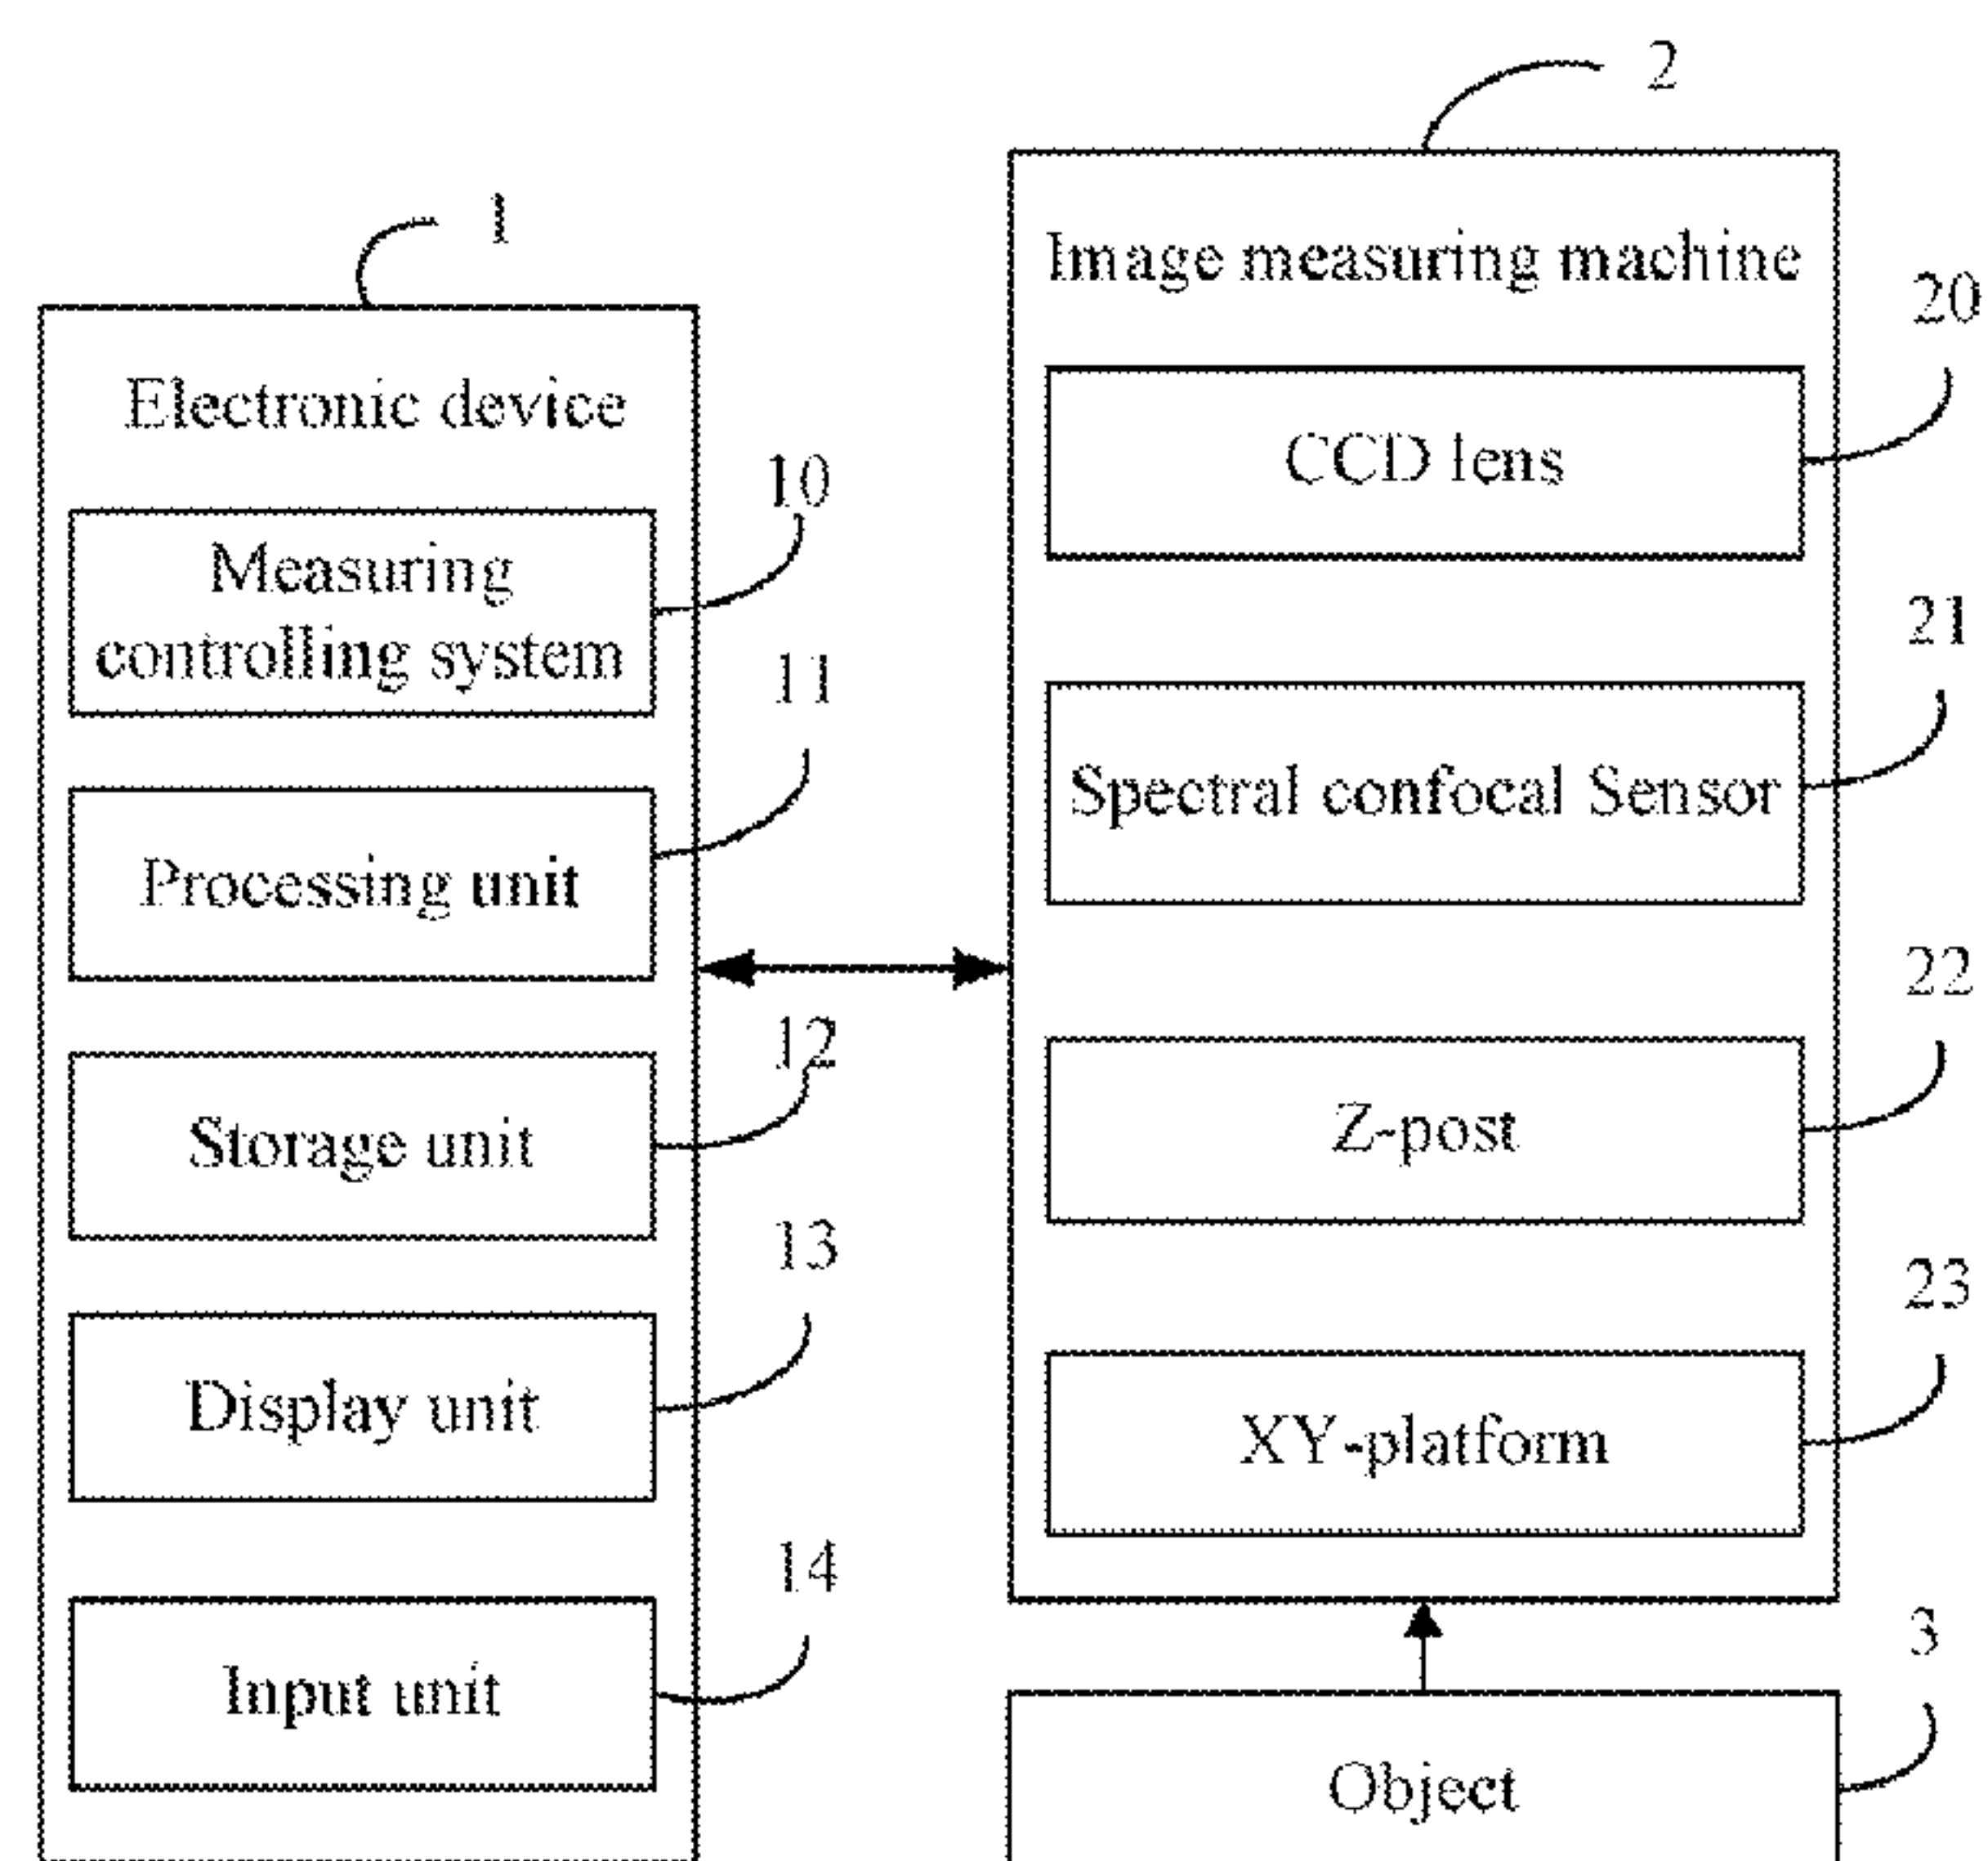 1
Electronic device
10
Measuring
controlling system
11
Processing unit
12
Storage unit
13
Display unit
14
Input unit
2
Image measuring machine
20
CCD lens
21
Spectral confocal Sensor
22
Z-post
23
XY-platform
3
Object